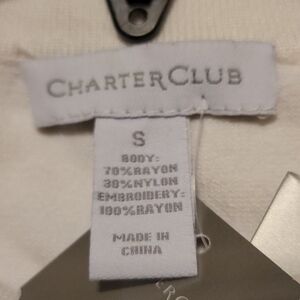 CHARTER CLUB
S
BODY:
70%RAYON
30%NYLON
EMBROIDERY:
100%RAYON
MADE IN
CHINA